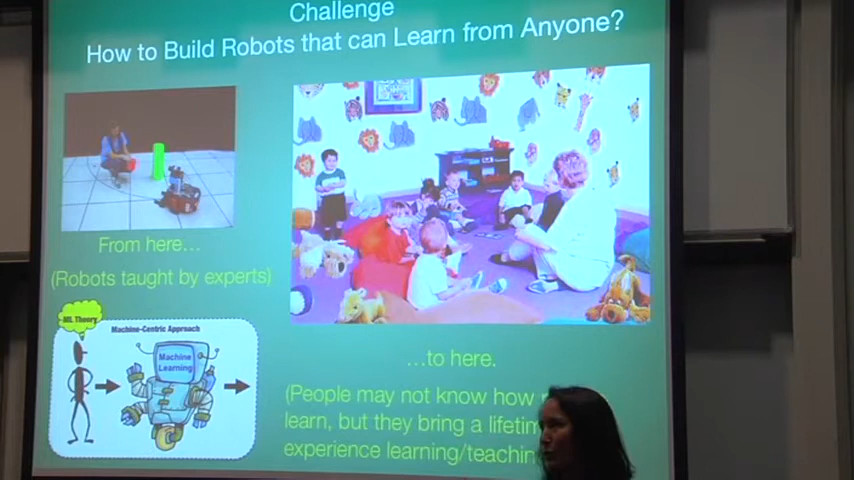 Challenge
How to Build Robots that can Learn from Anyone?
From here...
(Robots taught by experts)
ML Theory
Machine-Centric Approach
Machine
Learning
...to here.
(People may not know how
learn, but they bring a lifetim
experience learning/teachin